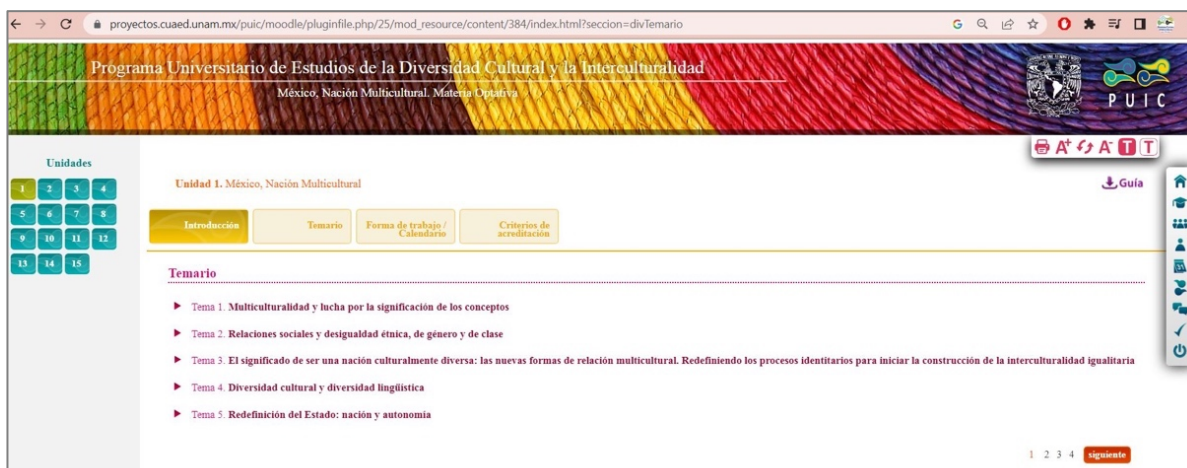 proyectos.cuaed.unam.mx/puic/moodle/pluginfile.php/25/mod_resource/content/384/index.html?seccion=divTemario
Programa Universitario de Estudios de la Diversidad Cultural y la Interculturalidad
México, Nación Multicultural. Materia Optativa
PUIC
A+ A- T T
Unidades
1 2 3 4
5 6 7 8
9 10 11 12
13 14 15
Unidad 1. México, Nación Multicultural
Guía
Introducción
Temario
Forma de trabajo /
Calendario
Criterios de
acreditación
Temario
Tema 1. Multiculturalidad y lucha por la significación de los conceptos
Tema 2. Relaciones sociales y desigualdad étnica, de género y de clase
Tema 3. El significado de ser una nación culturalmente diversa: las nuevas formas de relación multicultural. Redefiniendo los procesos identitarios para iniciar la construcción de la interculturalidad igualitaria
Tema 4. Diversidad cultural y diversidad lingüística
Tema 5. Redefinición del Estado: nación y autonomía
1 2 3 4 siguiente